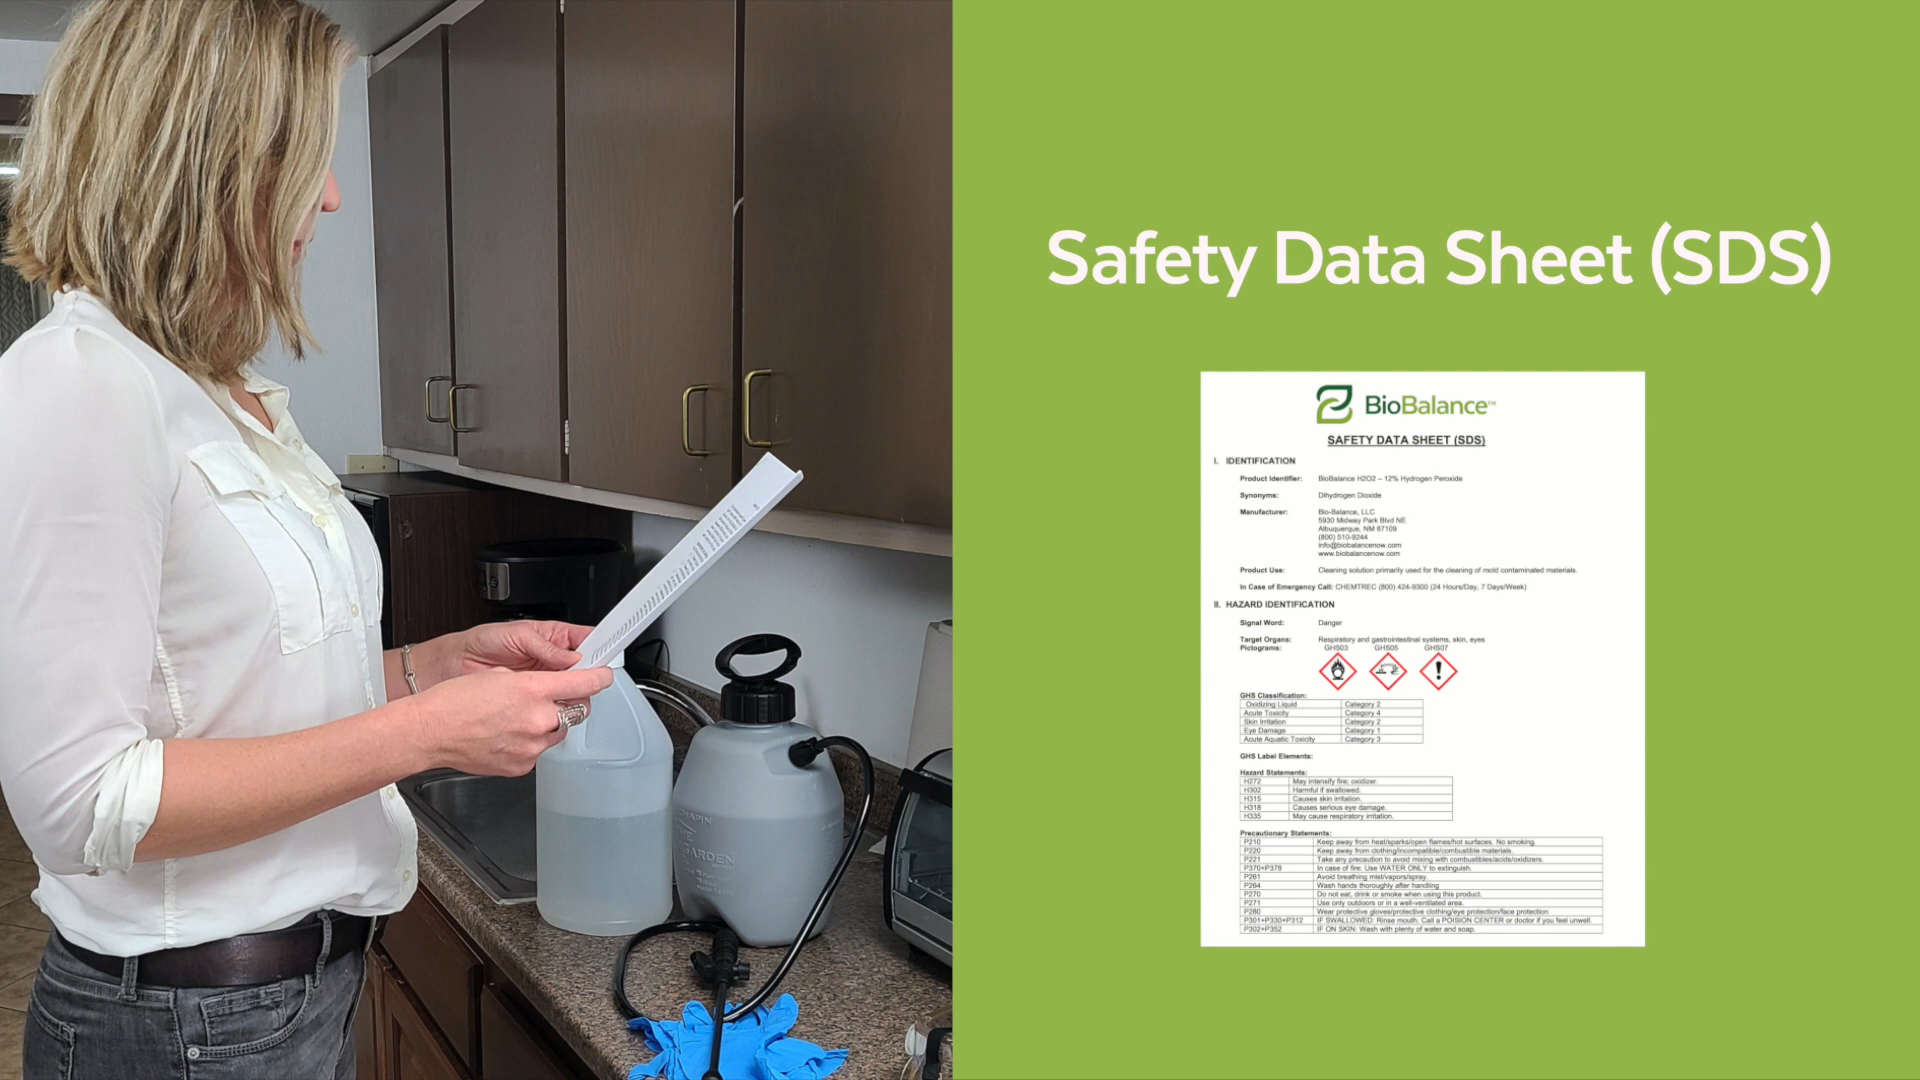 Safety Data Sheet (SDS)
BioBalance™
SAFETY DATA SHEET (SDS)
I. IDENTIFICATION
Product Identifier: BioBalance H2O2 – 12% Hydrogen Peroxide
Synonyms: Dihydrogen Dioxide
Manufacturer: Bio-Balance, LLC
5930 Midway Park Blvd NE
Albuquerque, NM 87109
(800) 510-9244
info@biobalancenow.com
www.biobalancenow.com
Product Use: Cleaning solution primarily used for the cleaning of mold contaminated materials.
In Case of Emergency Call: CHEMTREC (800) 424-9300 (24 Hours/Day, 7 Days/Week)
II. HAZARD IDENTIFICATION
Signal Word: Danger
Target Organs: Respiratory and gastrointestinal systems, skin, eyes
Pictograms: GHS03 GHS05 GHS07
GHS Classification:
Oxidizing Liquid Category 2
Acute Toxicity Category 4
Skin Irritation Category 2
Eye Damage Category 1
Acute Aquatic Toxicity Category 3
GHS Label Elements:
Hazard Statements:
H272 May intensify fire; oxidizer.
H302 Harmful if swallowed.
H315 Causes skin irritation.
H318 Causes serious eye damage.
H335 May cause respiratory irritation.
Precautionary Statements:
P210 Keep away from heat/sparks/open flames/hot surfaces. No smoking.
P220 Keep away from clothing/incompatible/combustible materials.
P221 Take any precaution to avoid mixing with combustibles/acids/oxidizers.
P370+P378 In case of fire: Use WATER ONLY to extinguish.
P261 Avoid breathing mist/vapors/spray.
P264 Wash hands thoroughly after handling
P270 Do not eat, drink or smoke when using this product.
P271 Use only outdoors or in a well-ventilated area.
P280 Wear protective gloves/protective clothing/eye protection/face protection
P301+P330+P312 IF SWALLOWED: Rinse mouth. Call a POISION CENTER or doctor if you feel unwell.
P302+P352 IF ON SKIN: Wash with plenty of water and soap.
CHAPIN
GARDEN